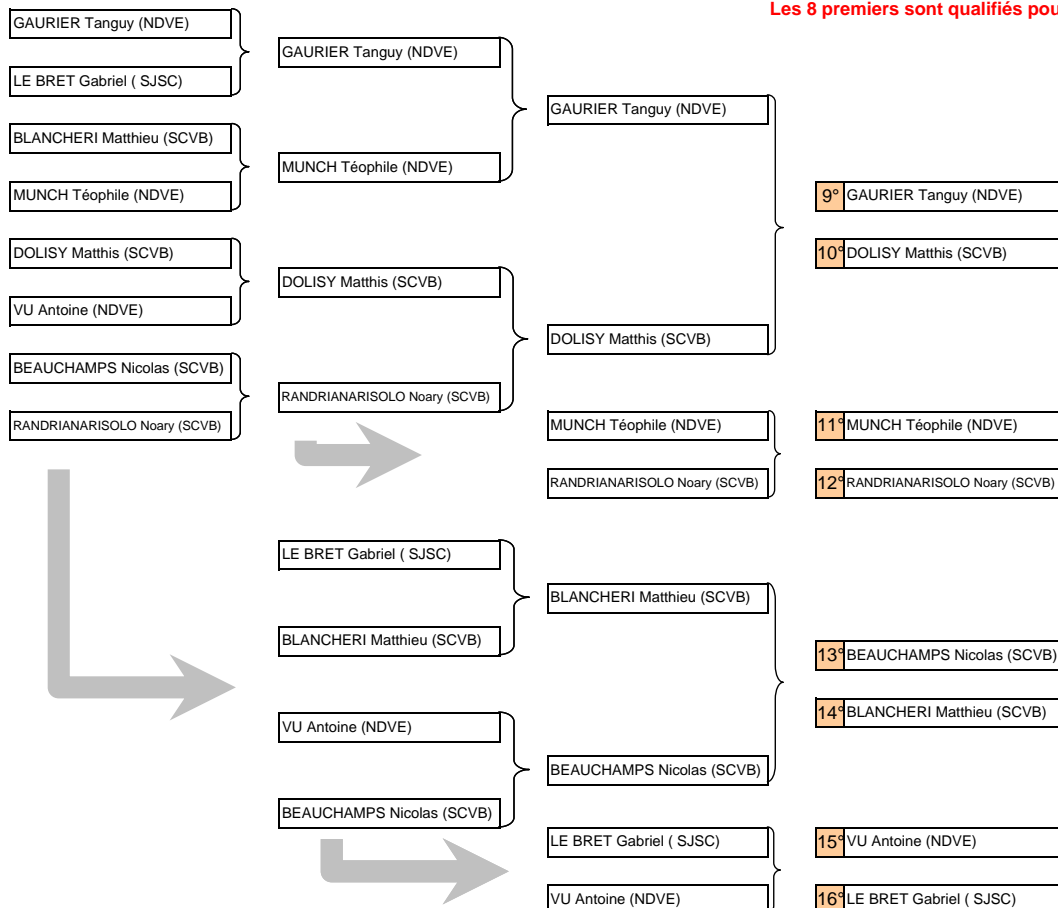 Les 8 premiers sont qualifiés pou
GAURIER Tanguy (NDVE)
LE BRET Gabriel ( SJSC)
BLANCHERI Matthieu (SCVB)
MUNCH Téophile (NDVE)
DOLISY Matthis (SCVB)
VU Antoine (NDVE)
BEAUCHAMPS Nicolas (SCVB)
RANDRIANARISOLO Noary (SCVB)
GAURIER Tanguy (NDVE)
MUNCH Téophile (NDVE)
DOLISY Matthis (SCVB)
RANDRIANARISOLO Noary (SCVB)
LE BRET Gabriel ( SJSC)
BLANCHERI Matthieu (SCVB)
VU Antoine (NDVE)
BEAUCHAMPS Nicolas (SCVB)
GAURIER Tanguy (NDVE)
DOLISY Matthis (SCVB)
MUNCH Téophile (NDVE)
RANDRIANARISOLO Noary (SCVB)
BLANCHERI Matthieu (SCVB)
BEAUCHAMPS Nicolas (SCVB)
LE BRET Gabriel ( SJSC)
VU Antoine (NDVE)
9° GAURIER Tanguy (NDVE)
10° DOLISY Matthis (SCVB)
11° MUNCH Téophile (NDVE)
12° RANDRIANARISOLO Noary (SCVB)
13° BEAUCHAMPS Nicolas (SCVB)
14° BLANCHERI Matthieu (SCVB)
15° VU Antoine (NDVE)
16° LE BRET Gabriel ( SJSC)